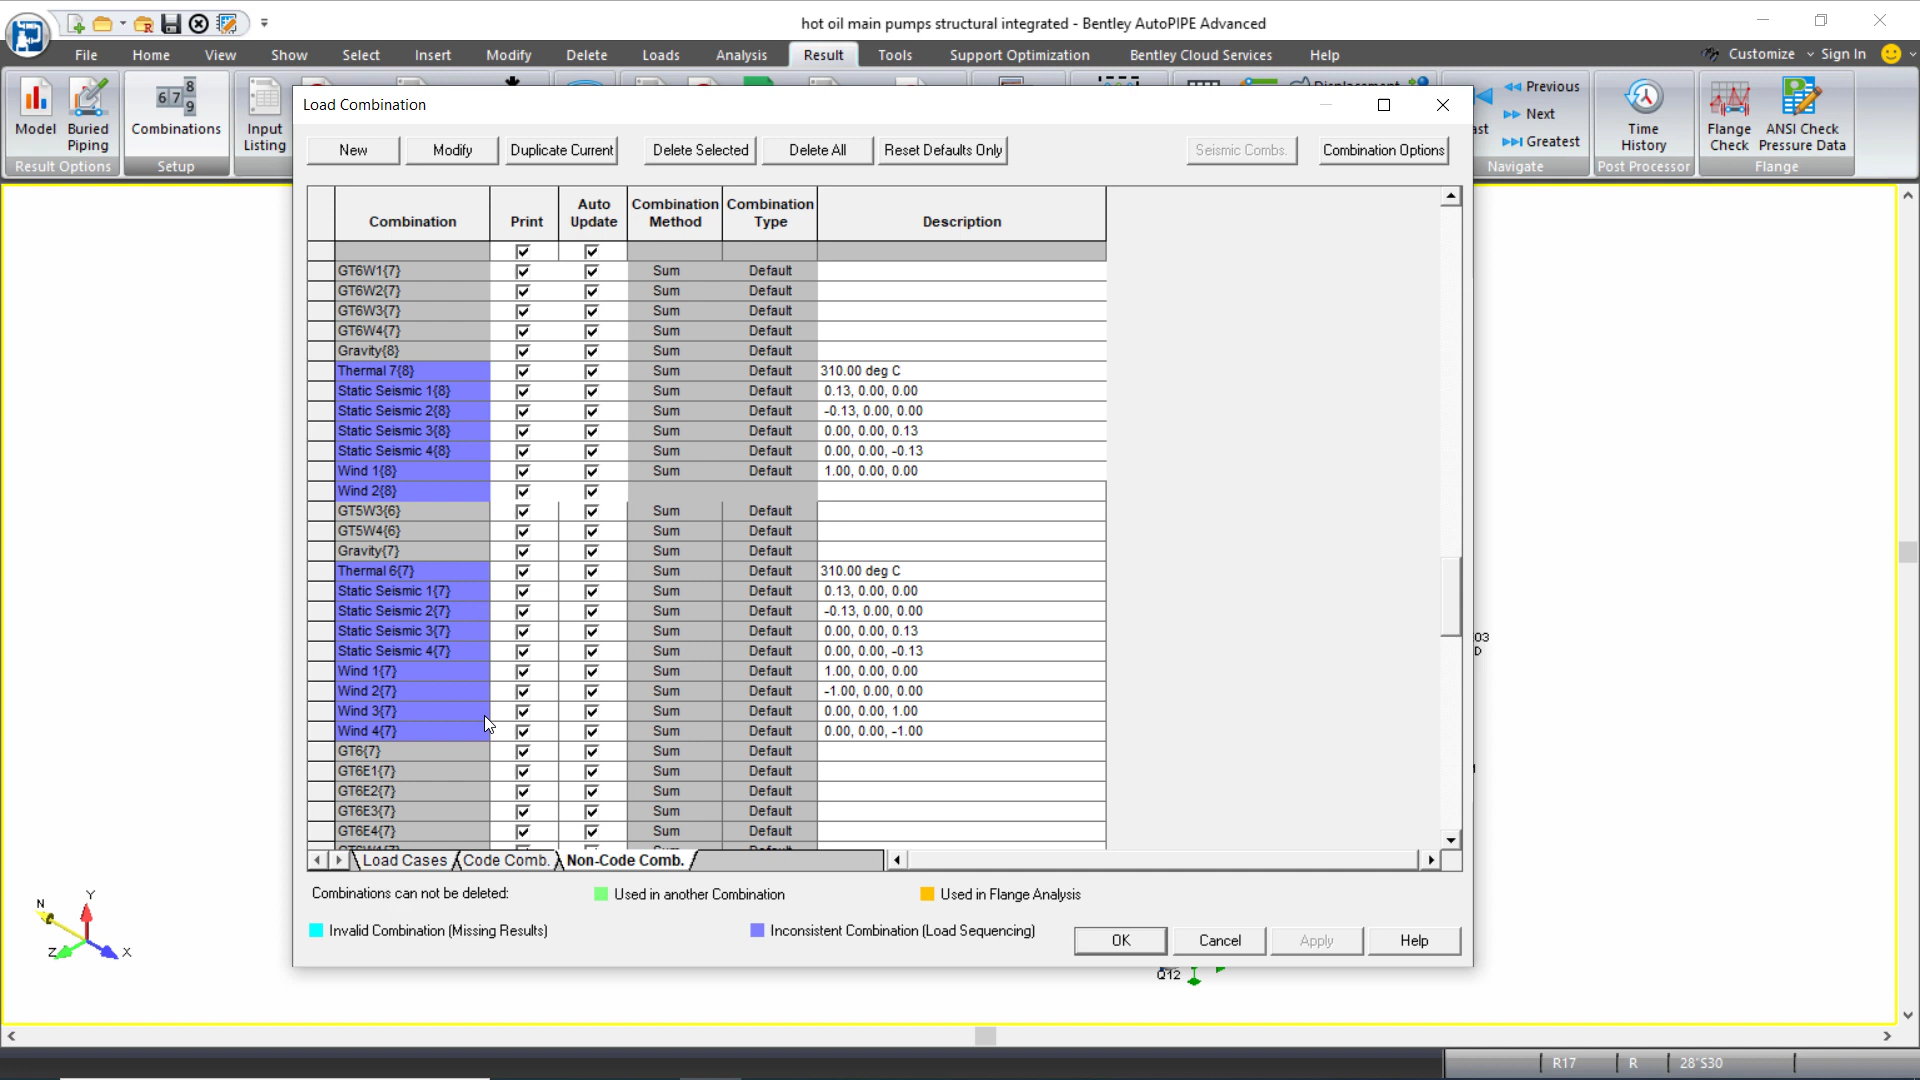 hot oil main pumps structural integrated - Bentley AutoPIPE Advanced
File Home View Show Select Insert Modify Delete Loads Analysis Result Tools Support Optimization Bentley Cloud Services Help Customize Sign In
Model
Buried Piping
Result Options
6 7 8 9
Combinations
Setup
Input Listing
Displacement
Previous
Next
Greatest
Navigate
Time History
Post Processor
Flange Check
ANSI Check Pressure Data
Flange
Load Combination
New Modify Duplicate Current Delete Selected Delete All Reset Defaults Only Seismic Combs. Combination Options
Combination Print Auto Update Combination Method Combination Type Description
GT6W1{7} Sum Default
GT6W2{7} Sum Default
GT6W3{7} Sum Default
GT6W4{7} Sum Default
Gravity{8} Sum Default
Thermal 7{8} Sum Default 310.00 deg C
Static Seismic 1{8} Sum Default 0.13, 0.00, 0.00
Static Seismic 2{8} Sum Default -0.13, 0.00, 0.00
Static Seismic 3{8} Sum Default 0.00, 0.00, 0.13
Static Seismic 4{8} Sum Default 0.00, 0.00, -0.13
Wind 1{8} Sum Default 1.00, 0.00, 0.00
Wind 2{8}
GT5W3{6} Sum Default
GT5W4{6} Sum Default
Gravity{7} Sum Default
Thermal 6{7} Sum Default 310.00 deg C
Static Seismic 1{7} Sum Default 0.13, 0.00, 0.00
Static Seismic 2{7} Sum Default -0.13, 0.00, 0.00
Static Seismic 3{7} Sum Default 0.00, 0.00, 0.13
Static Seismic 4{7} Sum Default 0.00, 0.00, -0.13
Wind 1{7} Sum Default 1.00, 0.00, 0.00
Wind 2{7} Sum Default -1.00, 0.00, 0.00
Wind 3{7} Sum Default 0.00, 0.00, 1.00
Wind 4{7} Sum Default 0.00, 0.00, -1.00
GT6{7} Sum Default
GT6E1{7} Sum Default
GT6E2{7} Sum Default
GT6E3{7} Sum Default
GT6E4{7} Sum Default
Load Cases Code Comb. Non-Code Comb.
Combinations can not be deleted: Used in another Combination Used in Flange Analysis
Invalid Combination (Missing Results) Inconsistent Combination (Load Sequencing)
OK Cancel Apply Help
03
D
N Y Z X
Q12
R17 R 28"S30